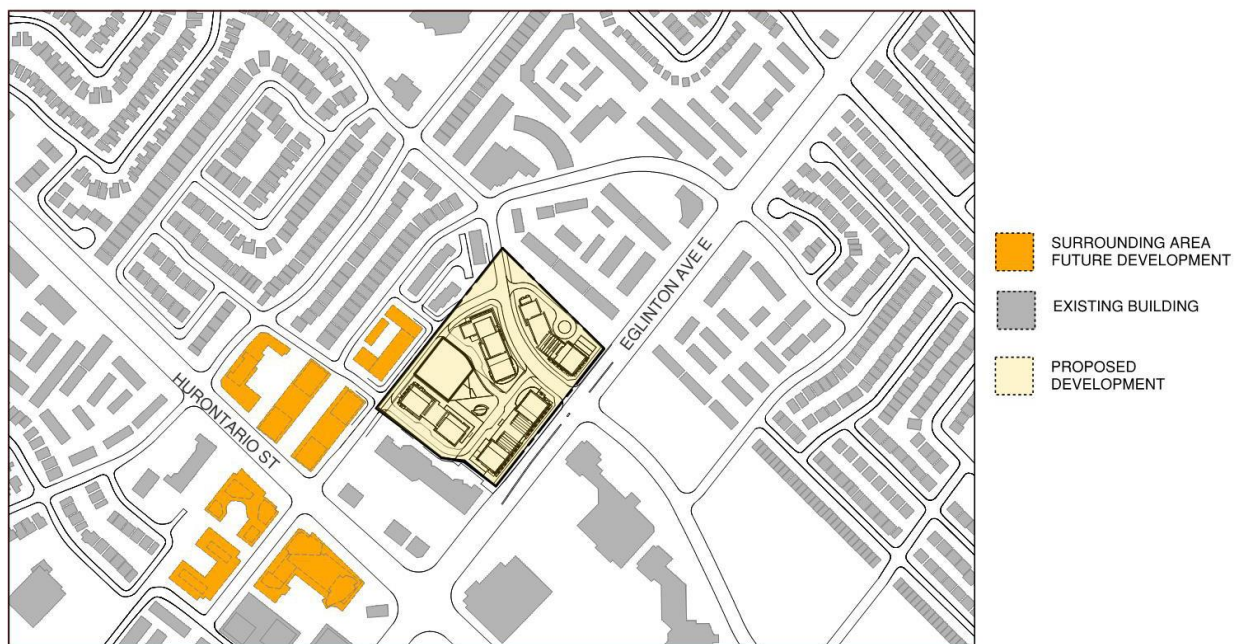 EGLINTON AVE E
HURONTARIO ST
SURROUNDING AREA
FUTURE DEVELOPMENT
EXISTING BUILDING
PROPOSED
DEVELOPMENT